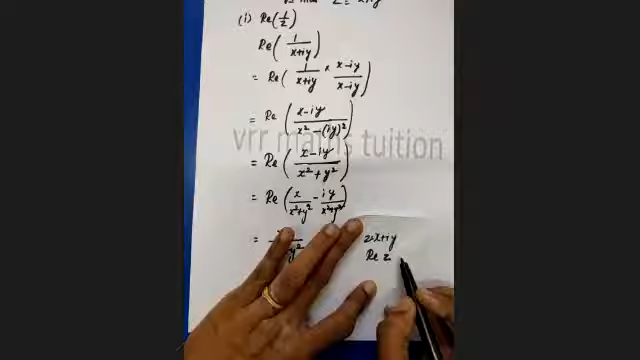 (i) Re(1/z)
Re(1/(x+iy))
= Re(1/(x+iy) × (x-iy)/(x-iy))
= Re((x-iy)/(x²-(iy)²))
vrr maths tuition
= Re((x-iy)/(x²+y²))
= Re(x/(x²+y²) - iy/(x²+y²))
=
z=x+iy
Re z